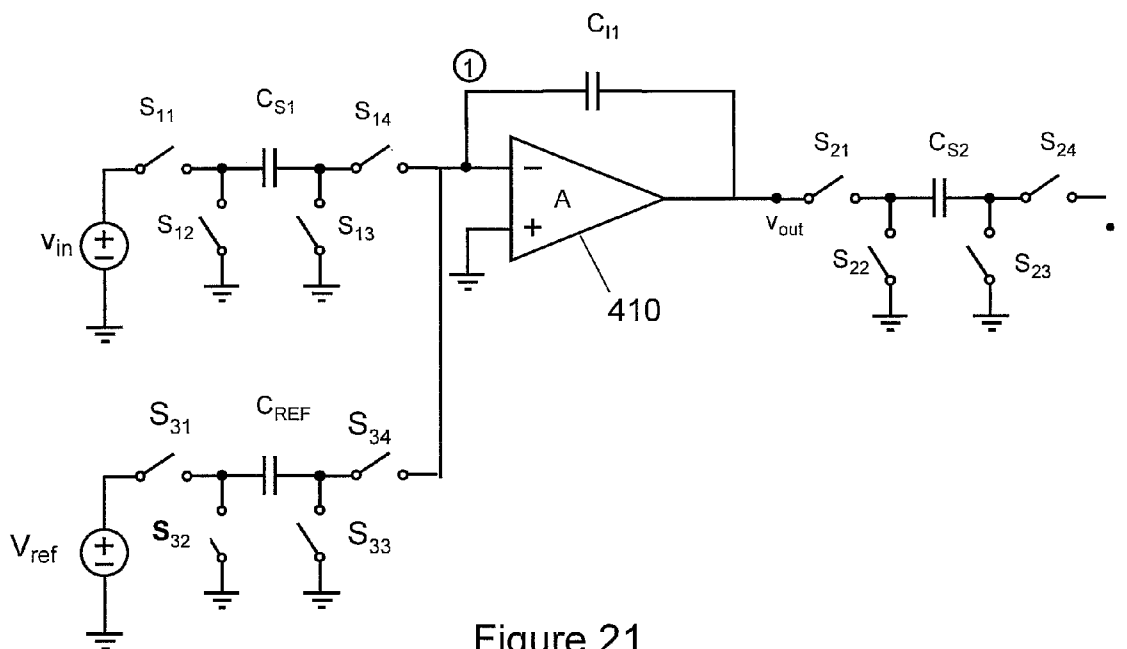 C_I1
1
S_11
C_S1
S_14
S_21
C_S2
S_24
−
A
+
S_12
S_13
v_in
+
−
v_out
S_22
S_23
410
S_31
C_REF
S_34
S_32
S_33
V_ref
+
−
Figure 21